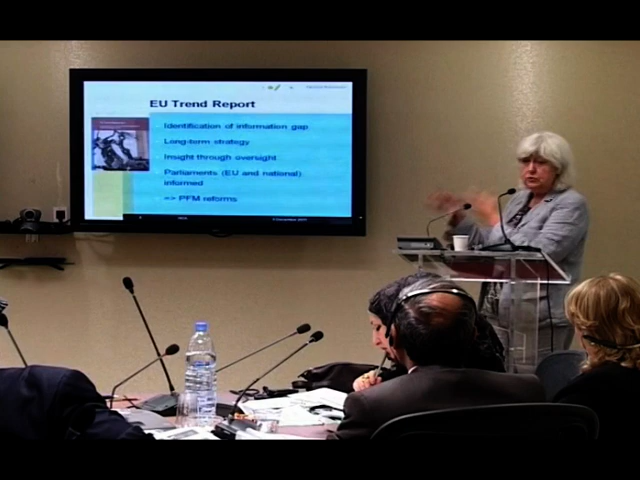 EU Trend Report
Identification of information gap
Long-term strategy
Insight through oversight
Parliaments (EU and national)
informed
=> PFM reforms